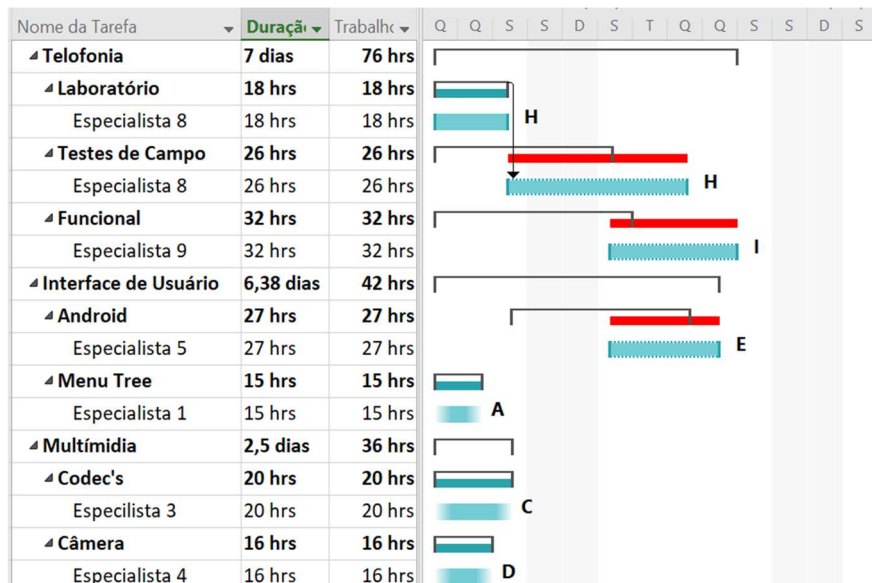 Nome da Tarefa Duraçã Trabalho Q Q S S D S T Q Q S S D S
Telofonia 7 dias 76 hrs
Laboratório 18 hrs 18 hrs
Especialista 8 18 hrs 18 hrs H
Testes de Campo 26 hrs 26 hrs
Especialista 8 26 hrs 26 hrs H
Funcional 32 hrs 32 hrs
Especialista 9 32 hrs 32 hrs I
Interface de Usuário 6,38 dias 42 hrs
Android 27 hrs 27 hrs
Especialista 5 27 hrs 27 hrs E
Menu Tree 15 hrs 15 hrs
Especialista 1 15 hrs 15 hrs A
Multímidia 2,5 dias 36 hrs
Codec's 20 hrs 20 hrs
Especilista 3 20 hrs 20 hrs C
Câmera 16 hrs 16 hrs
Especialista 4 16 hrs 16 hrs D